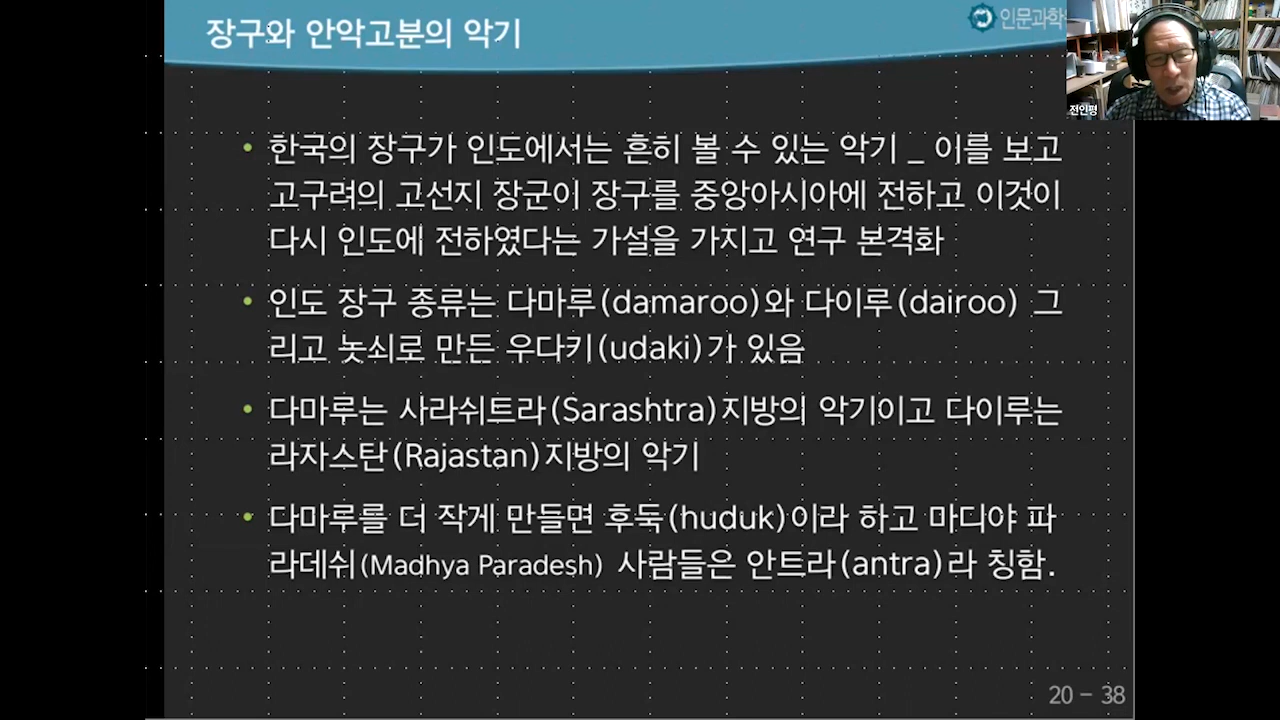 장구와 안악고분의 악기
인문과학
전인평
• 한국의 장구가 인도에서는 흔히 볼 수 있는 악기 _ 이를 보고
고구려의 고선지 장군이 장구를 중앙아시아에 전하고 이것이
다시 인도에 전하였다는 가설을 가지고 연구 본격화
• 인도 장구 종류는 다마루(damaroo)와 다이루(dairoo) 그
리고 놋쇠로 만든 우다키(udaki)가 있음
• 다마루는 사라쉬트라(Sarashtra)지방의 악기이고 다이루는
라자스탄(Rajastan)지방의 악기
• 다마루를 더 작게 만들면 후둑(huduk)이라 하고 마디야 파
라데쉬(Madhya Paradesh) 사람들은 안트라(antra)라 칭함.
20 - 38